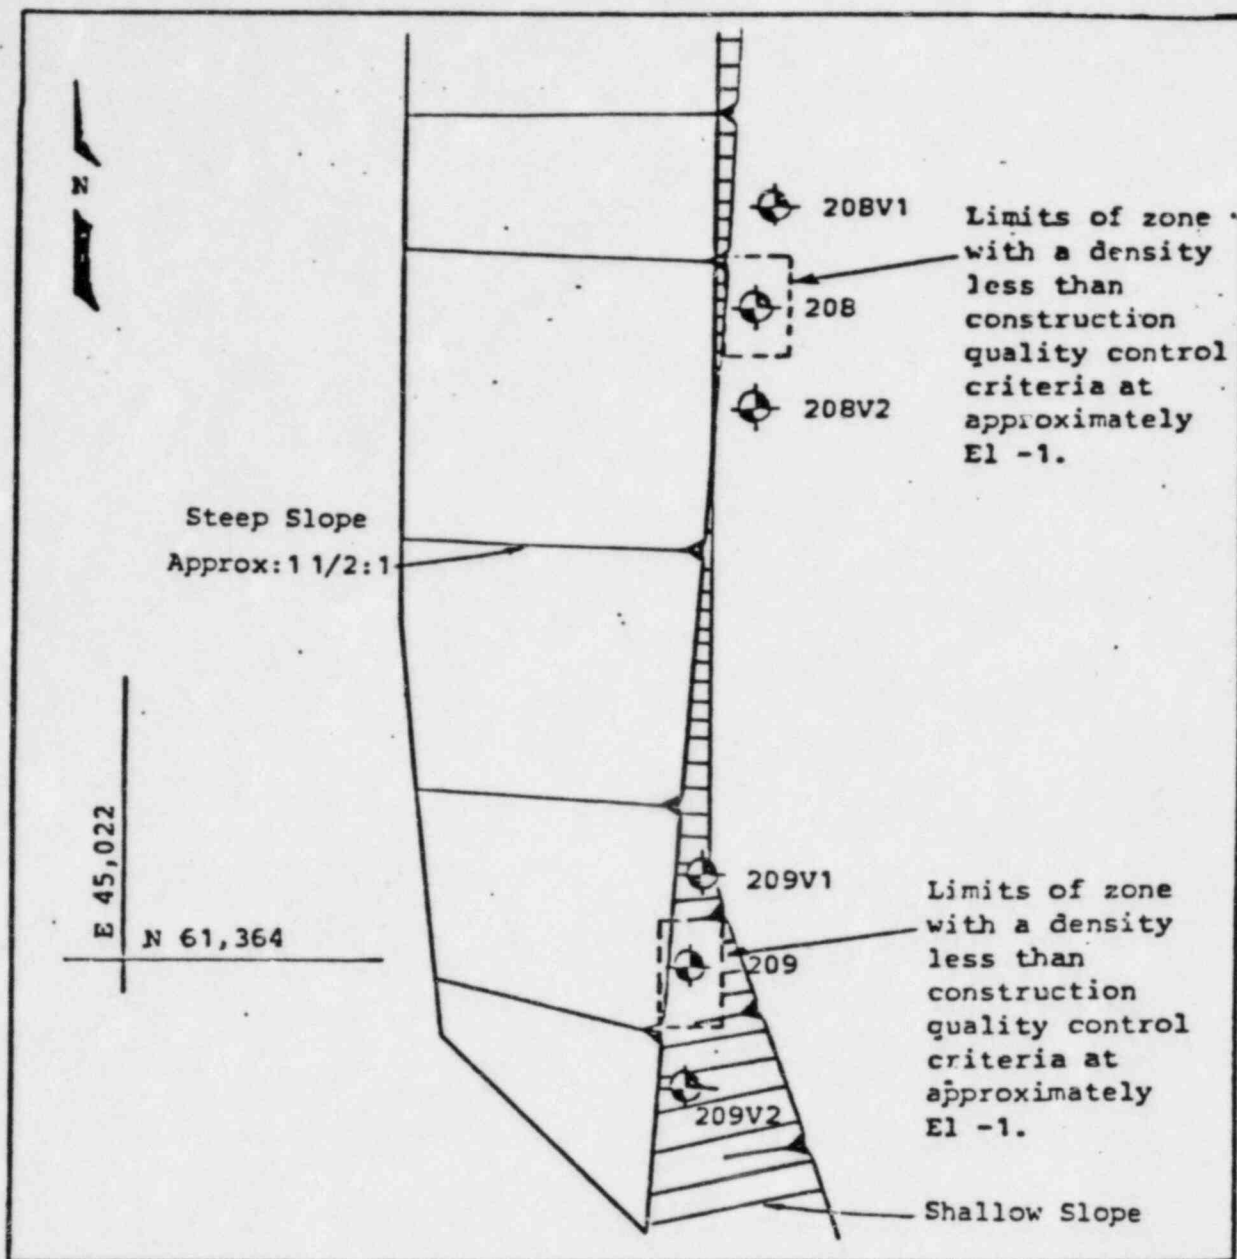 N
208V1
Limits of zone
with a density
less than
construction
quality control
criteria at
approximately
El -1.
208
208V2
Steep Slope
Approx:1 1/2:1
E 45,022
N 61,364
209V1
Limits of zone
with a density
less than
construction
quality control
criteria at
approximately
El -1.
209
209V2
Shallow Slope